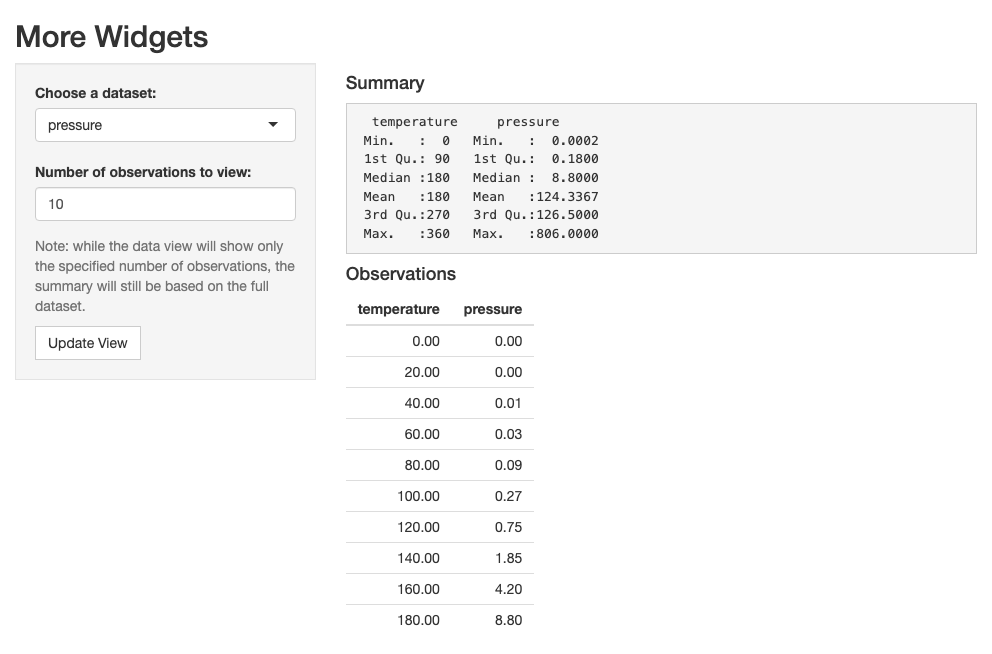 More Widgets
Choose a dataset:
pressure
Number of observations to view:
10
Note: while the data view will show only
the specified number of observations, the
summary will still be based on the full
dataset.
Update View
Summary
  temperature     pressure
 Min.   :  0   Min.   :  0.0002
 1st Qu.: 90   1st Qu.:  0.1800
 Median :180   Median :  8.8000
 Mean   :180   Mean   :124.3367
 3rd Qu.:270   3rd Qu.:126.5000
 Max.   :360   Max.   :806.0000
Observations
temperature pressure
0.00 0.00
20.00 0.00
40.00 0.01
60.00 0.03
80.00 0.09
100.00 0.27
120.00 0.75
140.00 1.85
160.00 4.20
180.00 8.80